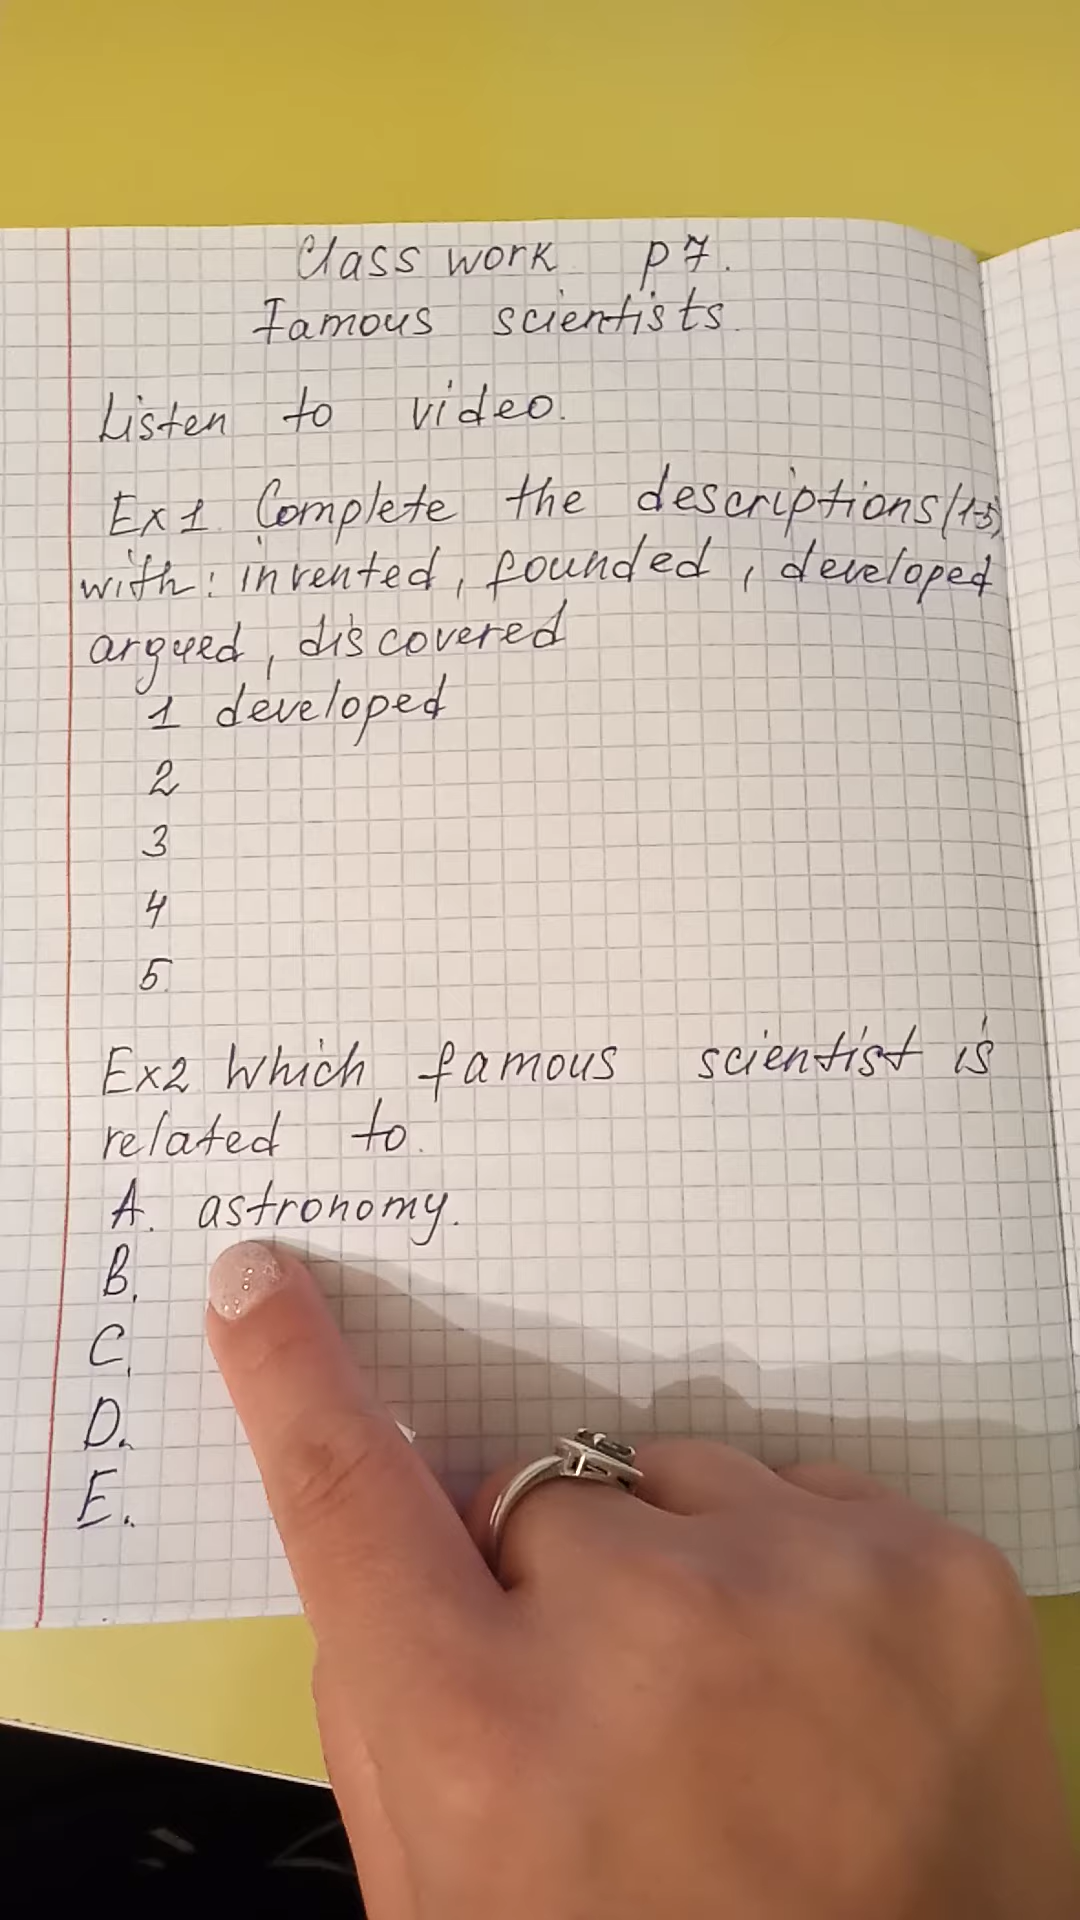 Class work p 7.
Famous scientists.
Listen to video.
Ex 1. Complete the descriptions (1-5)
with: invented, founded, developed
argued, discovered
1 developed
2
3
4
5.
Ex2 Which famous scientist is
related to.
A. astronomy.
B.
C.
D.
E.